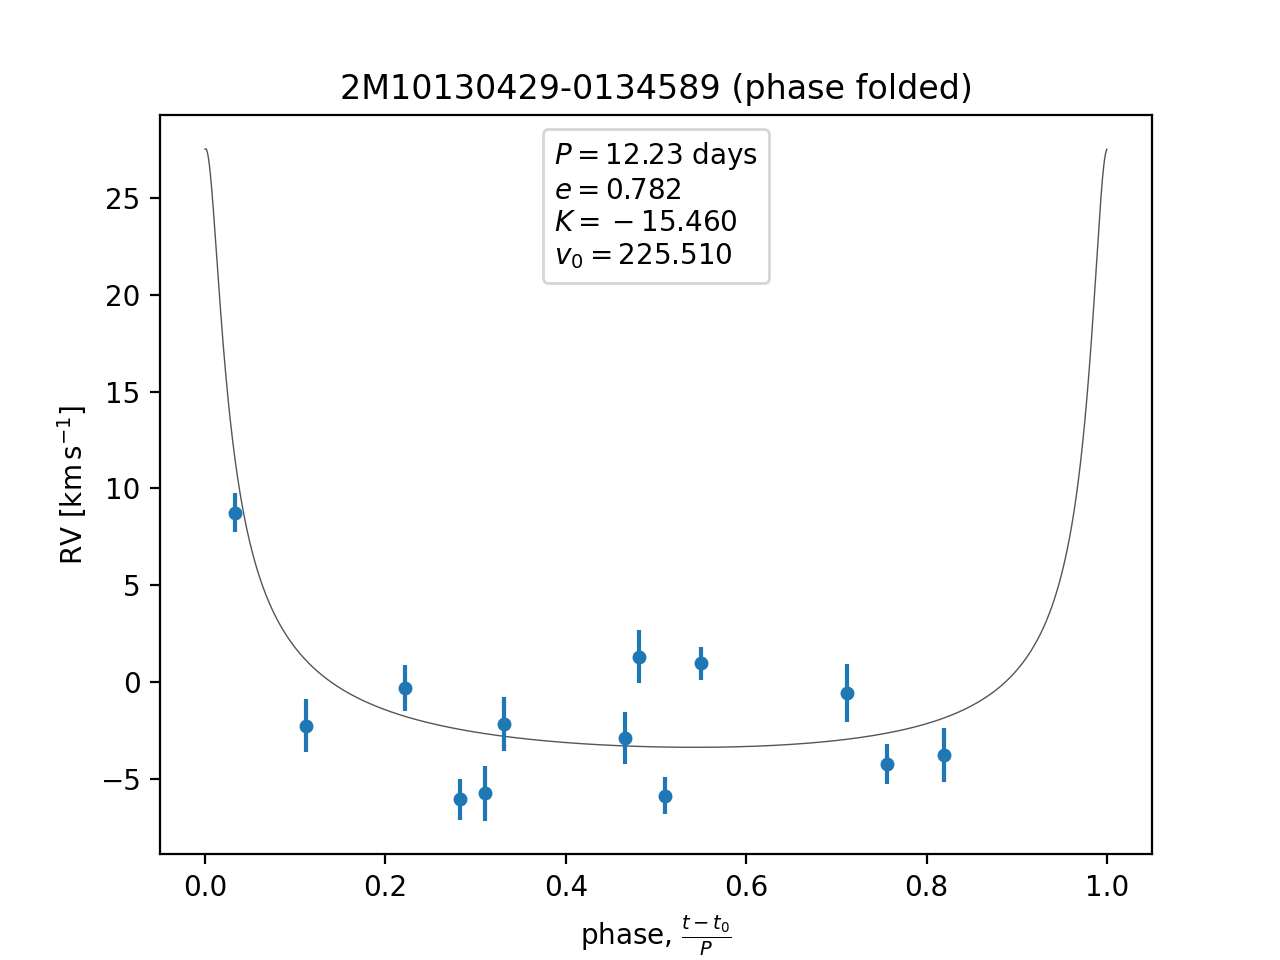 2M10130429-0134589 (phase folded)
P = 12.23 days
e = 0.782
K = −15.460
v₀ = 225.510
RV [km s⁻¹]
25
20
15
10
5
0
−5
0.0 0.2 0.4 0.6 0.8 1.0
phase, (t − t₀)/P